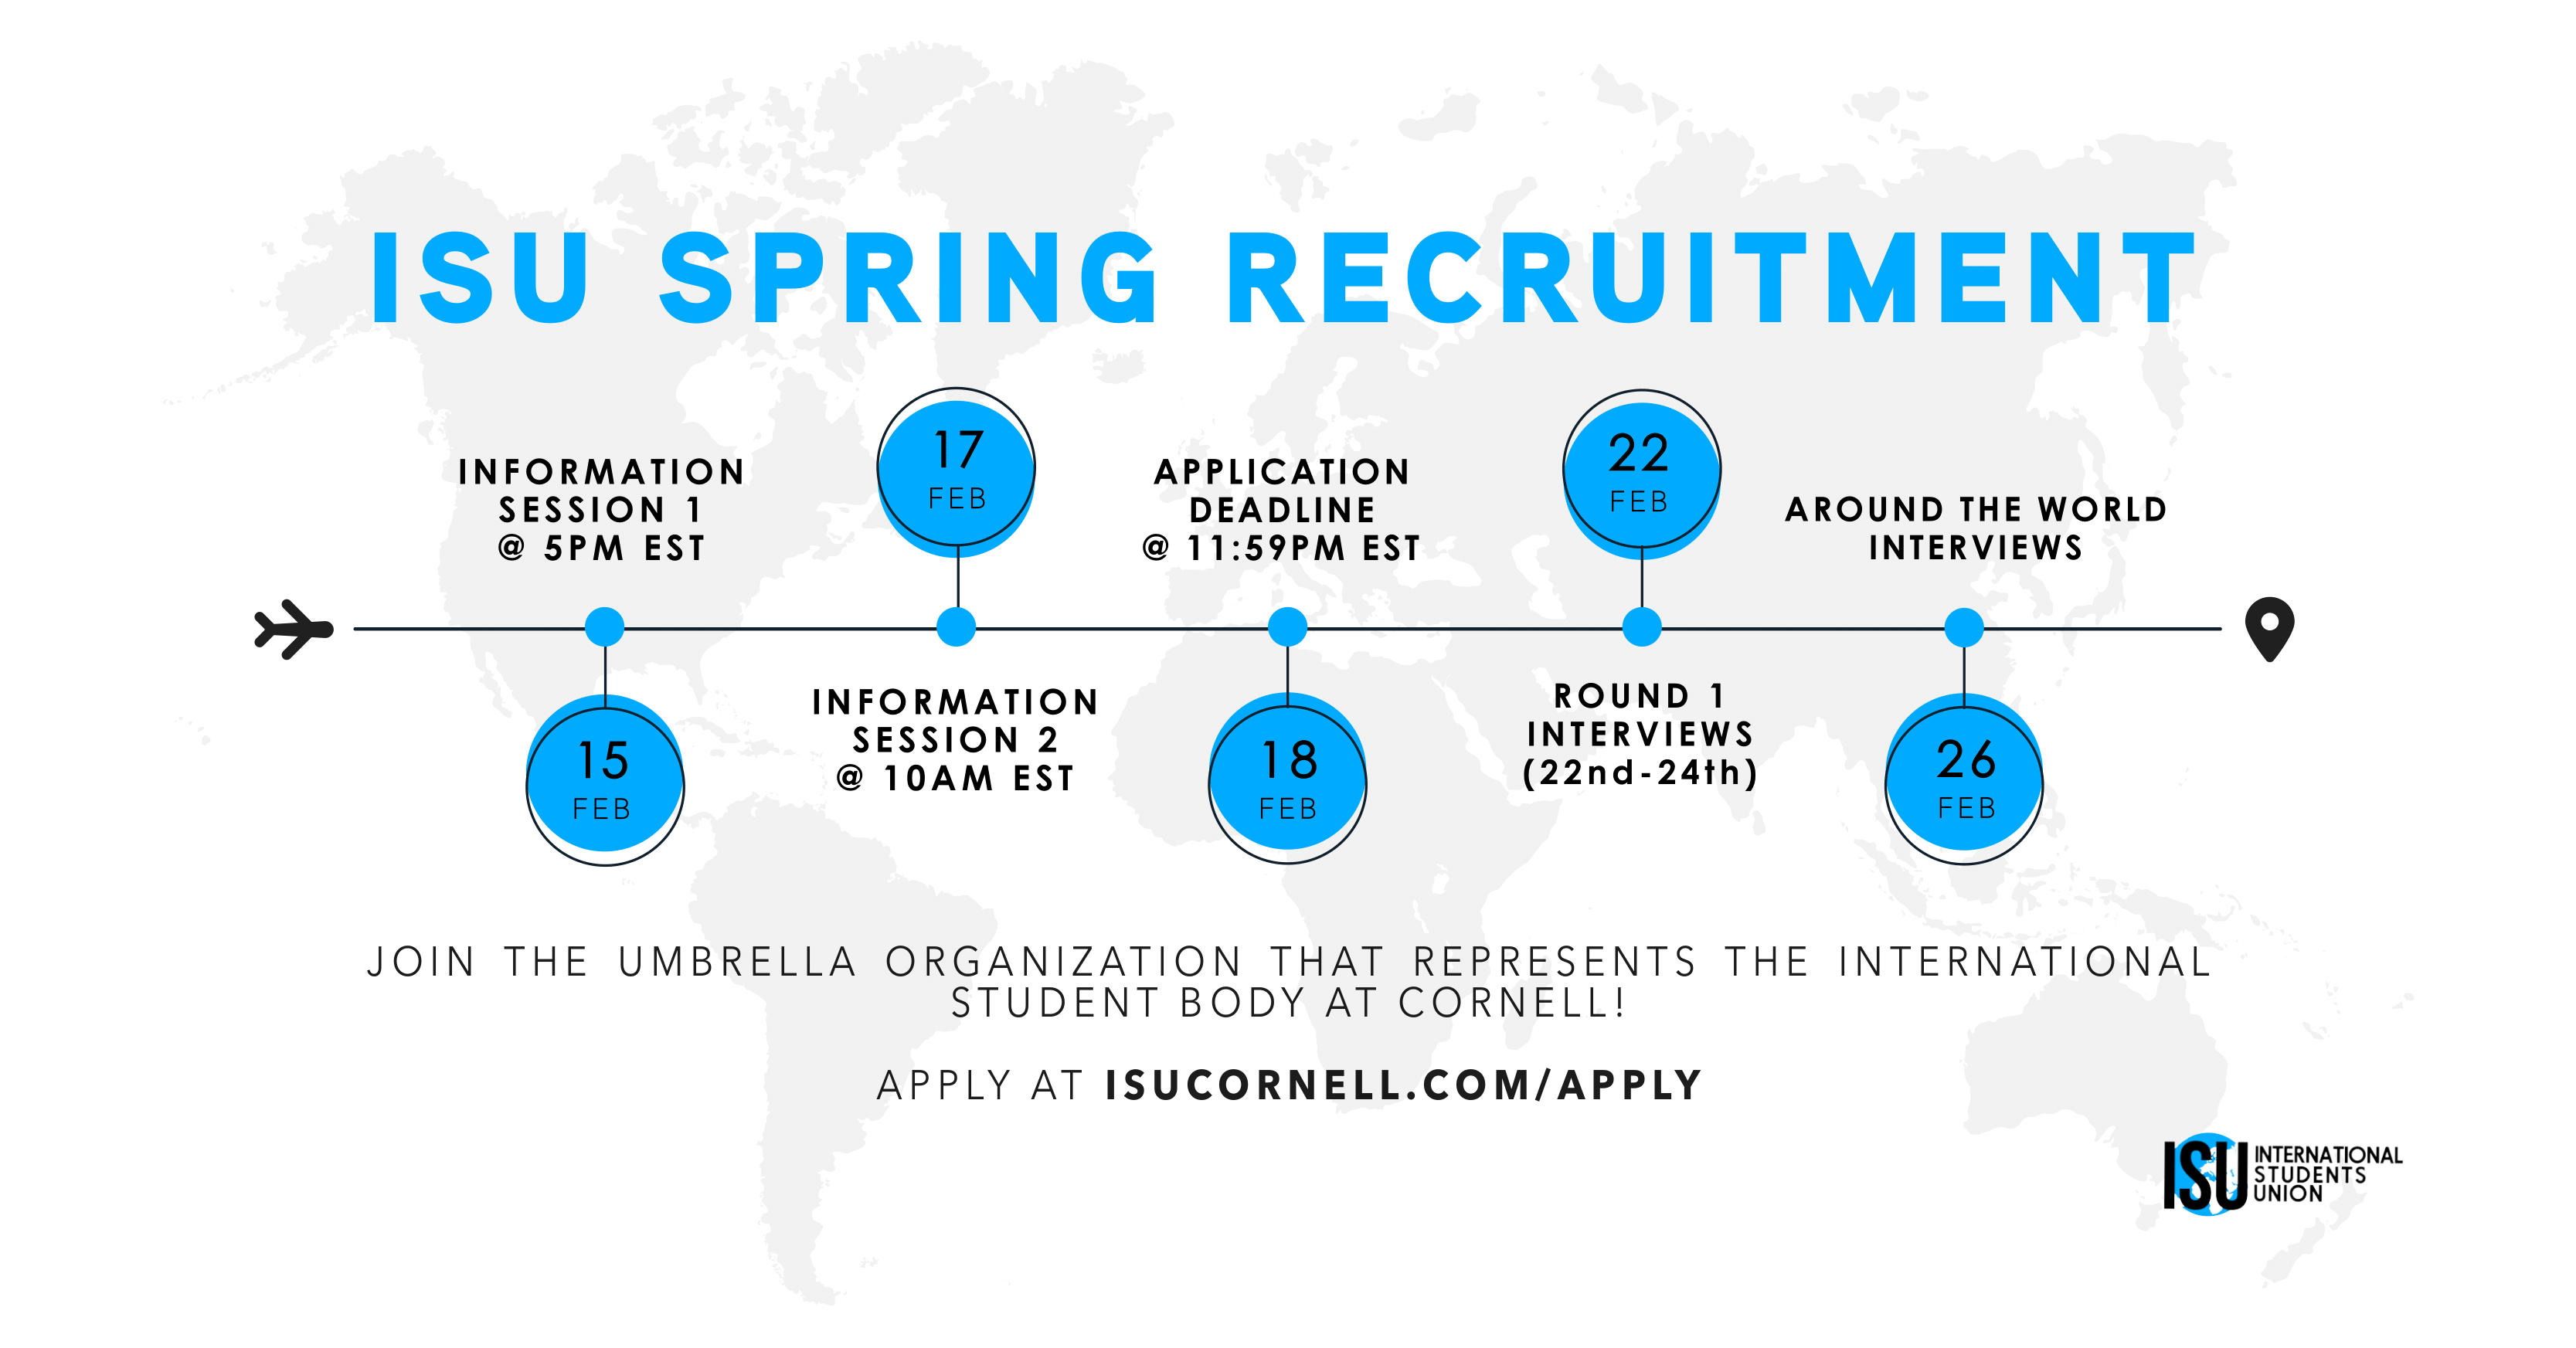 ISU SPRING RECRUITMENT
INFORMATION
SESSION 1
@ 5PM EST
15
FEB
17
FEB
INFORMATION
SESSION 2
@ 10AM EST
APPLICATION
DEADLINE
@ 11:59PM EST
18
FEB
22
FEB
ROUND 1
INTERVIEWS
(22nd-24th)
AROUND THE WORLD
INTERVIEWS
26
FEB
JOIN THE UMBRELLA ORGANIZATION THAT REPRESENTS THE INTERNATIONAL
STUDENT BODY AT CORNELL!
APPLY AT ISUCORNELL.COM/APPLY
ISU
INTERNATIONAL
STUDENTS
UNION